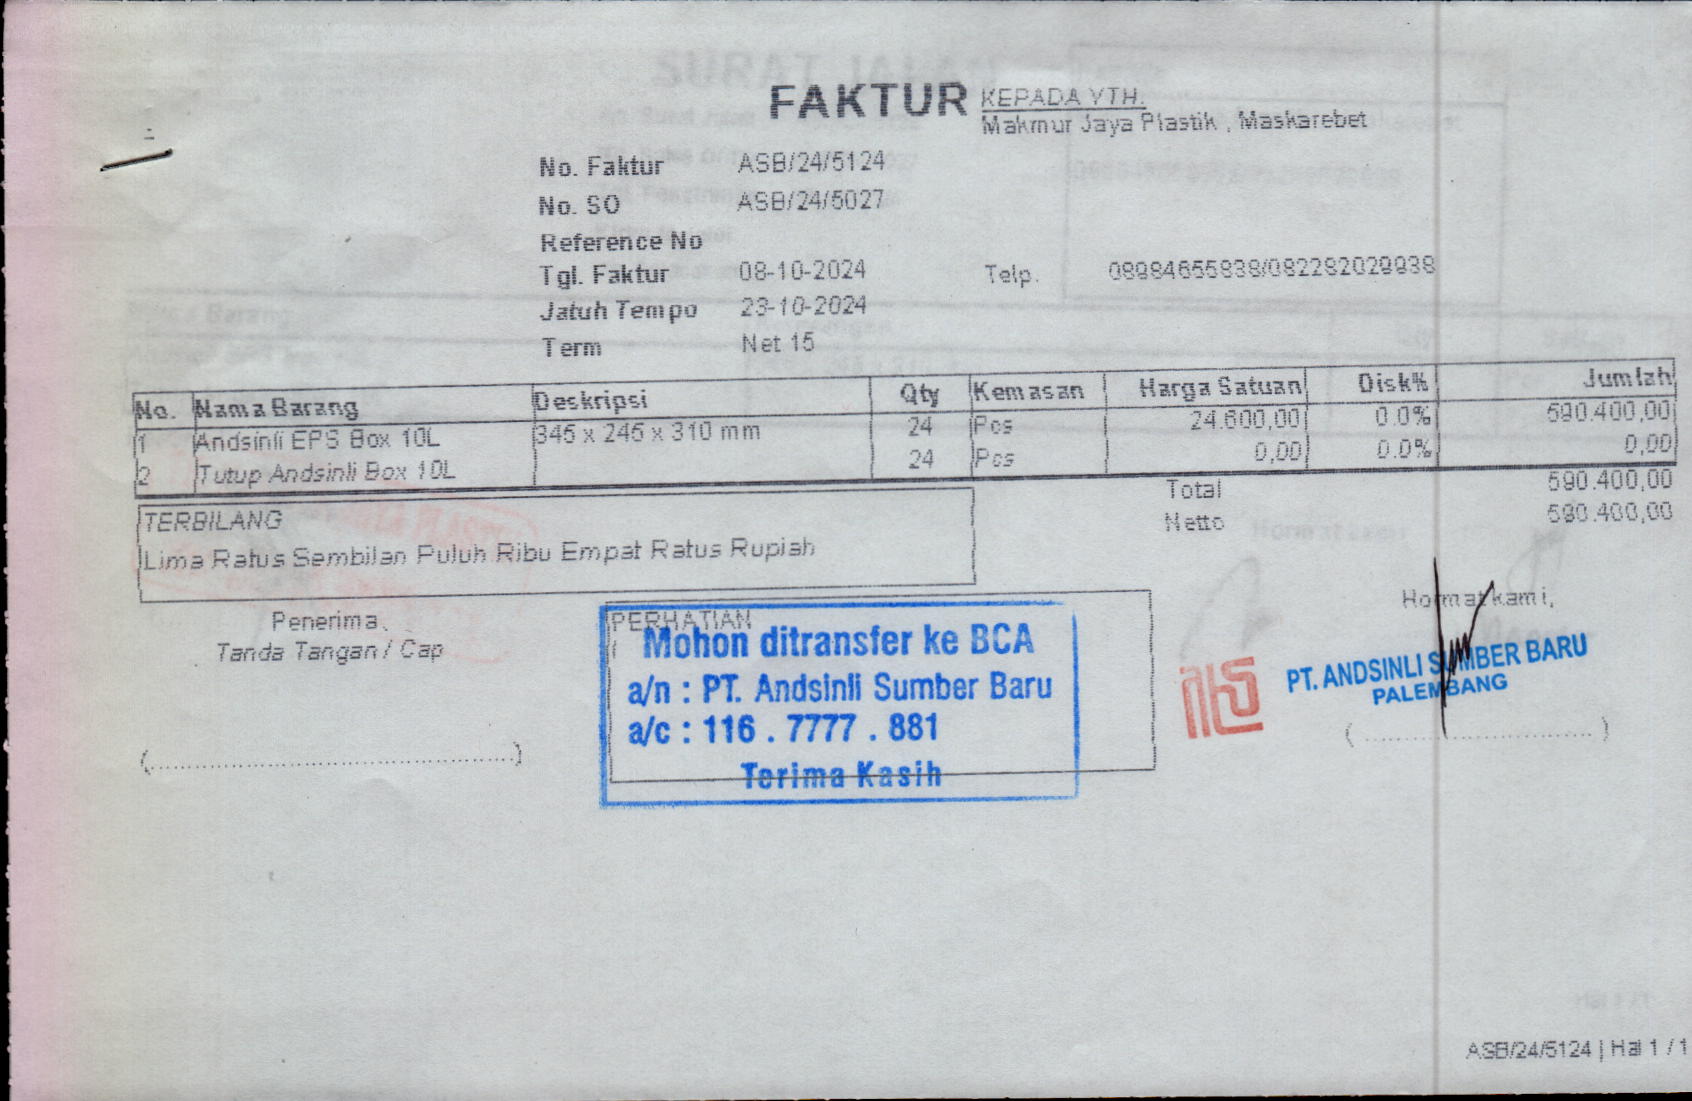 FAKTUR
KEPADA YTH.
Makmur Jaya Plastik , Maskarebet
No. Faktur ASB/24/5124
No. SO ASB/24/5027
Reference No
Tgl. Faktur 08-10-2024
Telp. 08984655838/082282029938
Jatuh Tempo 23-10-2024
Term Net 15
No. Nama Barang Deskripsi Qty Kemasan Harga Satuan Disk% Jumlah
1 Andsinli EPS Box 10L 345 x 245 x 310 mm 24 Pcs 24.600,00 0.0% 590.400,00
2 Tutup Andsinli Box 10L 24 Pcs 0,00 0.0% 0,00
Total 590.400,00
Netto 590.400,00
TERBILANG
Lima Ratus Sembilan Puluh Ribu Empat Ratus Rupiah
Penerima,
Tanda Tangan / Cap
(................................................)
PERHATIAN
Mohon ditransfer ke BCA
a/n : PT. Andsinli Sumber Baru
a/c : 116 . 7777 . 881
Terima Kasih
Hormat kami,
PT. ANDSINLI SUMBER BARU
PALEMBANG
(................................)
ASB/24/5124 | Hal 1 / 1